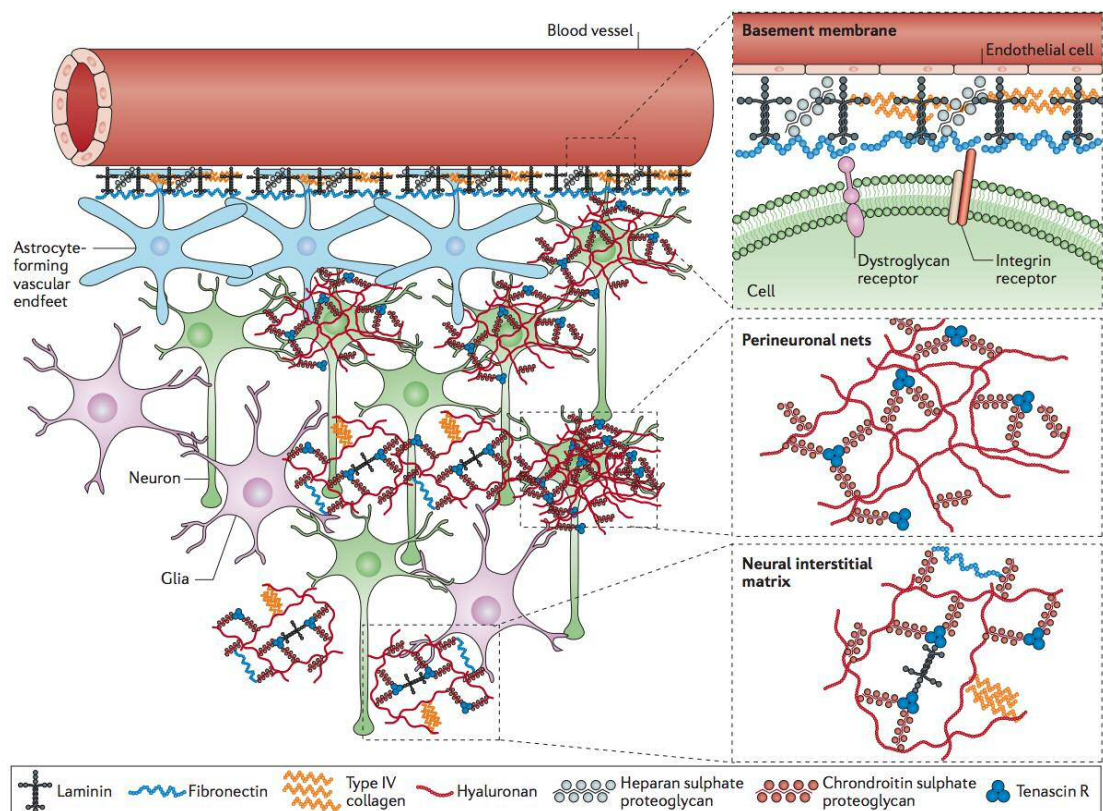 Blood vessel
Basement membrane
Endothelial cell
Astrocyte-
forming
vascular
endfeet
Dystroglycan
receptor
Integrin
receptor
Cell
Perineuronal nets
Neuron
Glia
Neural interstitial
matrix
Laminin
Fibronectin
Type IV
collagen
Hyaluronan
Heparan sulphate
proteoglycan
Chrondroitin sulphate
proteoglycan
Tenascin R